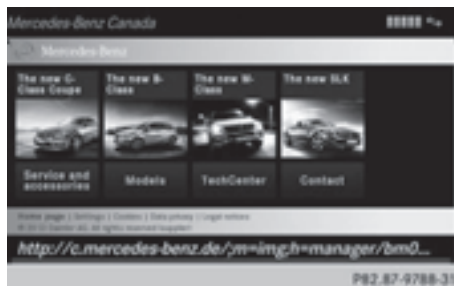 Mercedes-Benz Canada
Mercedes-Benz
The new C-Class Coupe
The new B-Class
The new M-Class
The new SLK
Service and accessories
Models
TechCenter
Contact
Home page | Settings | Cookies | Data privacy | Legal notices
http://c.mercedes-benz.de/;m=img;h=manager/bm0...
P82.87-9788-31